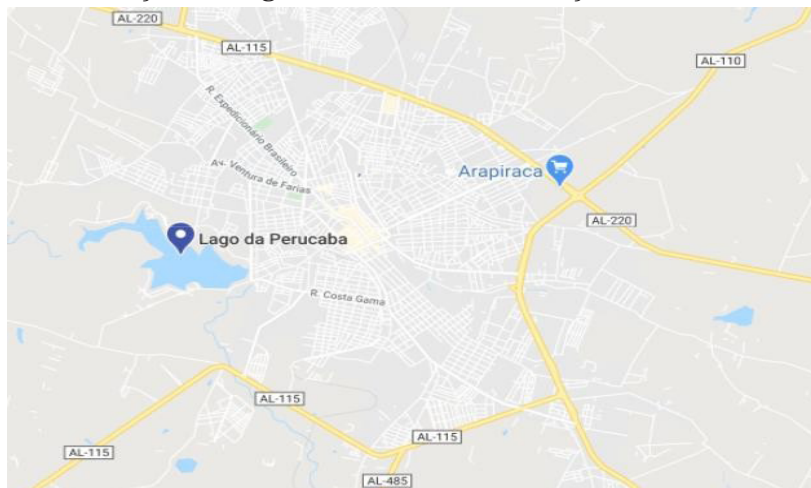 AL-220
AL-115
AL-110
R. Expedicionário Brasileiro
Av. Ventura de Farias
Arapiraca
AL-220
Lago da Perucaba
R. Costa Gama
AL-115
AL-115
AL-115
AL-485